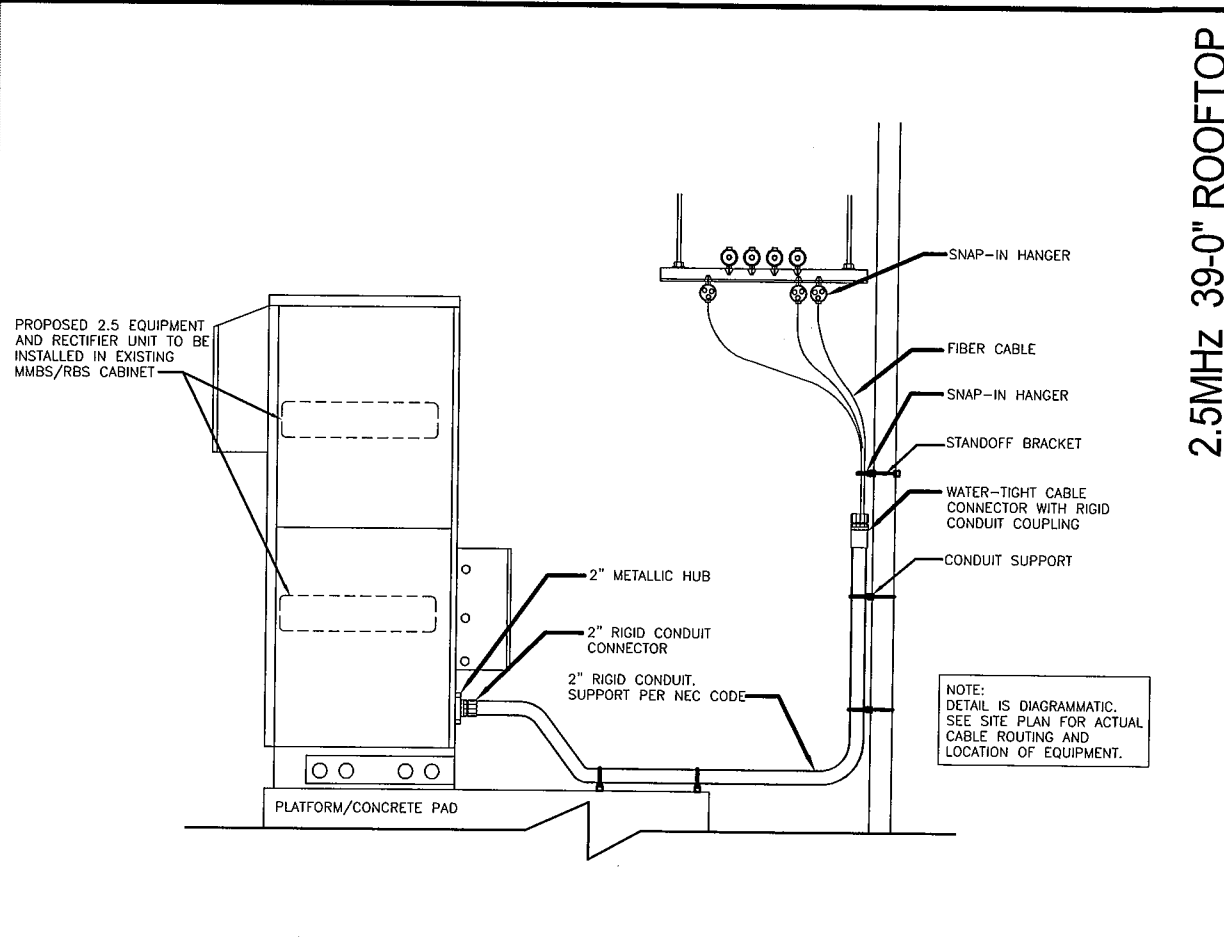 2.5MHz 39-0" ROOFTOP
SNAP-IN HANGER
PROPOSED 2.5 EQUIPMENT
AND RECTIFIER UNIT TO BE
INSTALLED IN EXISTING
MMBS/RBS CABINET
FIBER CABLE
SNAP-IN HANGER
STANDOFF BRACKET
WATER-TIGHT CABLE
CONNECTOR WITH RIGID
CONDUIT COUPLING
CONDUIT SUPPORT
2" METALLIC HUB
2" RIGID CONDUIT
CONNECTOR
2" RIGID CONDUIT.
SUPPORT PER NEC CODE
NOTE:
DETAIL IS DIAGRAMMATIC.
SEE SITE PLAN FOR ACTUAL
CABLE ROUTING AND
LOCATION OF EQUIPMENT.
PLATFORM/CONCRETE PAD